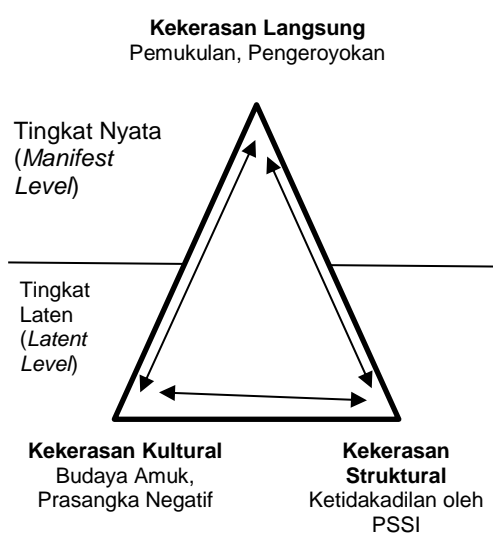 Kekerasan Langsung
Pemukulan, Pengeroyokan
Tingkat Nyata
(Manifest
Level)
Tingkat
Laten
(Latent
Level)
Kekerasan Kultural
Budaya Amuk,
Prasangka Negatif
Kekerasan
Struktural
Ketidakadilan oleh
PSSI